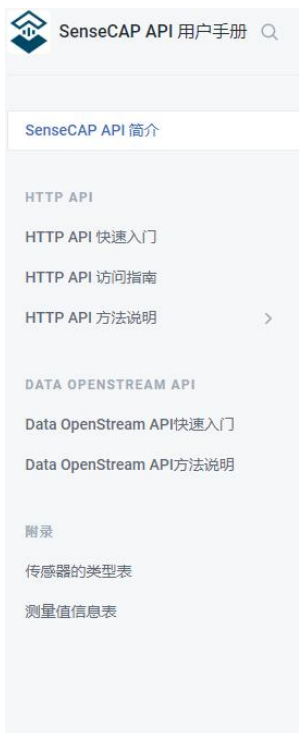 SenseCAP API 用户手册
SenseCAP API 简介
HTTP API
HTTP API 快速入门
HTTP API 访问指南
HTTP API 方法说明
DATA OPENSTREAM API
Data OpenStream API快速入门
Data OpenStream API方法说明
附录
传感器的类型表
测量值信息表